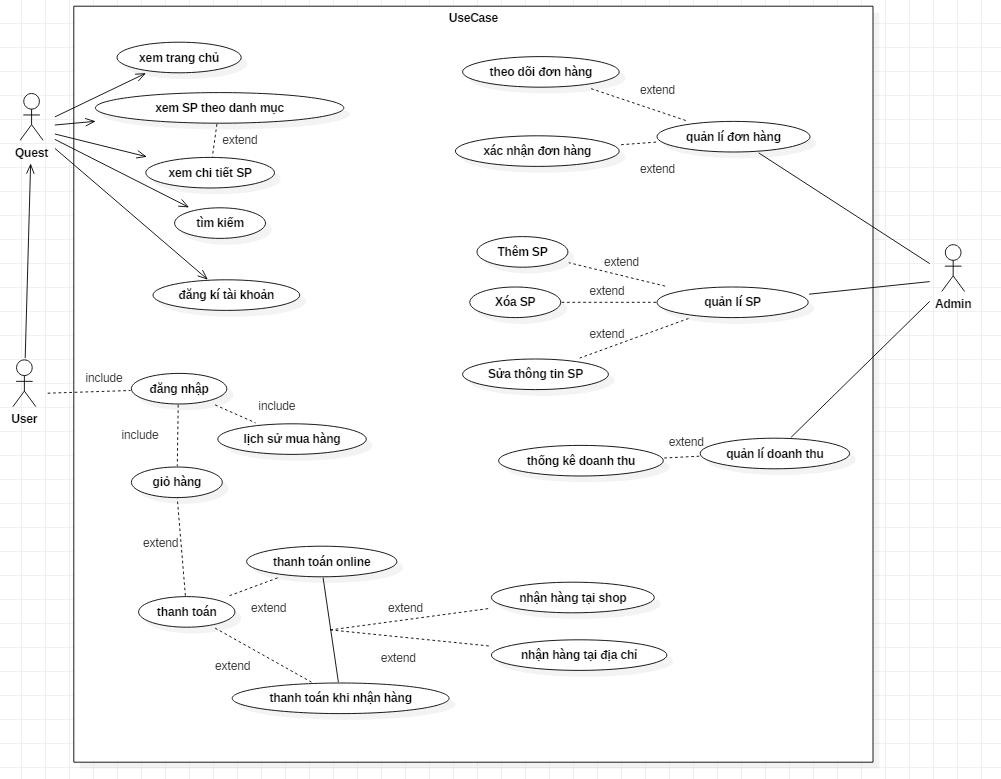 UseCase
xem trang chủ
xem SP theo danh mục
extend
xem chi tiết SP
tìm kiếm
đăng kí tài khoản
Quest
theo dõi đơn hàng
extend
quản lí đơn hàng
xác nhận đơn hàng
extend
Thêm SP
extend
Xóa SP
extend
quản lí SP
extend
Sửa thông tin SP
Admin
User
include
đăng nhập
include
lịch sử mua hàng
include
giỏ hàng
extend
thống kê doanh thu
extend
quản lí doanh thu
thanh toán online
thanh toán
extend
extend
nhận hàng tại shop
extend
nhận hàng tại địa chỉ
extend
thanh toán khi nhận hàng